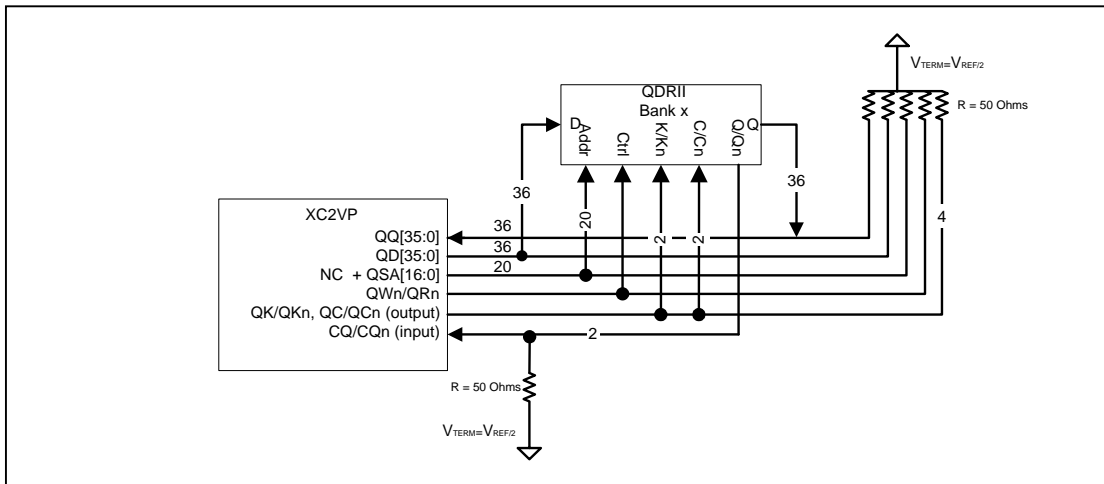 VTERM=VREF/2
R = 50 Ohms
QDRII
Bank x
D
Addr
Ctrl
K/Kn
C/Cn
Q/Qn
Q
36
36
20
2
2
4
XC2VP
QQ[35:0]
36
QD[35:0]
36
NC + QSA[16:0]
20
QWn/QRn
QK/QKn, QC/QCn (output)
CQ/CQn (input)
2
R = 50 Ohms
VTERM=VREF/2